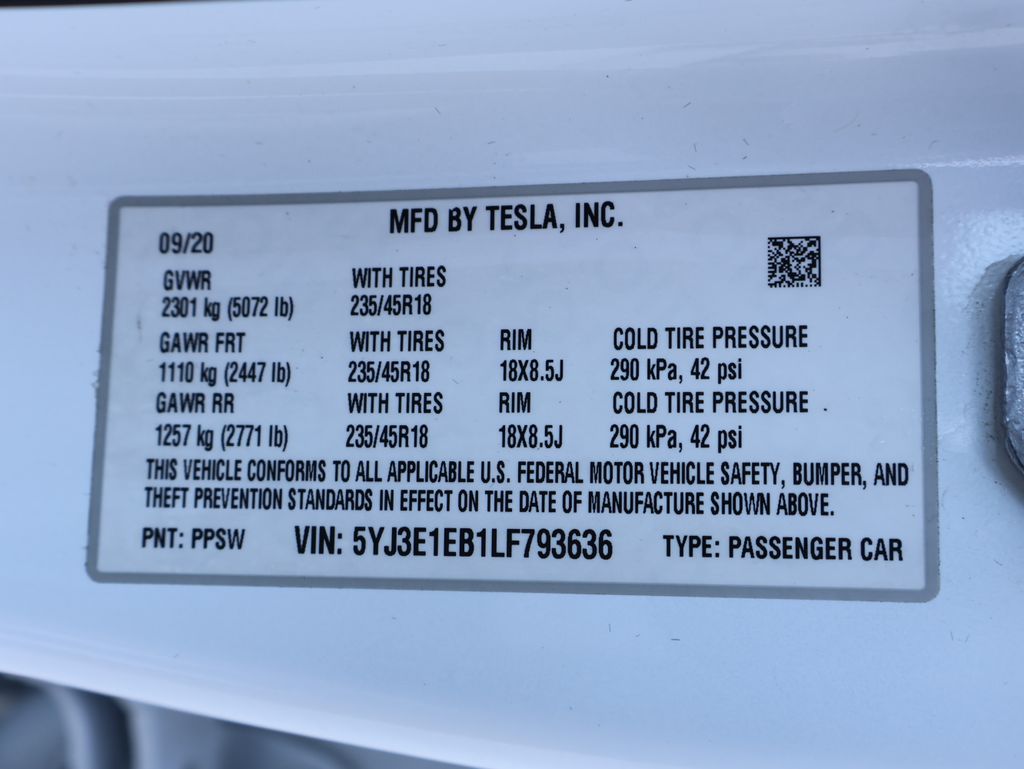 MFD BY TESLA, INC.
09/20
GVWR WITH TIRES
2301 kg (5072 lb) 235/45R18
GAWR FRT WITH TIRES RIM COLD TIRE PRESSURE
1110 kg (2447 lb) 235/45R18 18X8.5J 290 kPa, 42 psi
GAWR RR WITH TIRES RIM COLD TIRE PRESSURE
1257 kg (2771 lb) 235/45R18 18X8.5J 290 kPa, 42 psi
THIS VEHICLE CONFORMS TO ALL APPLICABLE U.S. FEDERAL MOTOR VEHICLE SAFETY, BUMPER, AND
THEFT PREVENTION STANDARDS IN EFFECT ON THE DATE OF MANUFACTURE SHOWN ABOVE.
PNT: PPSW VIN: 5YJ3E1EB1LF793636 TYPE: PASSENGER CAR